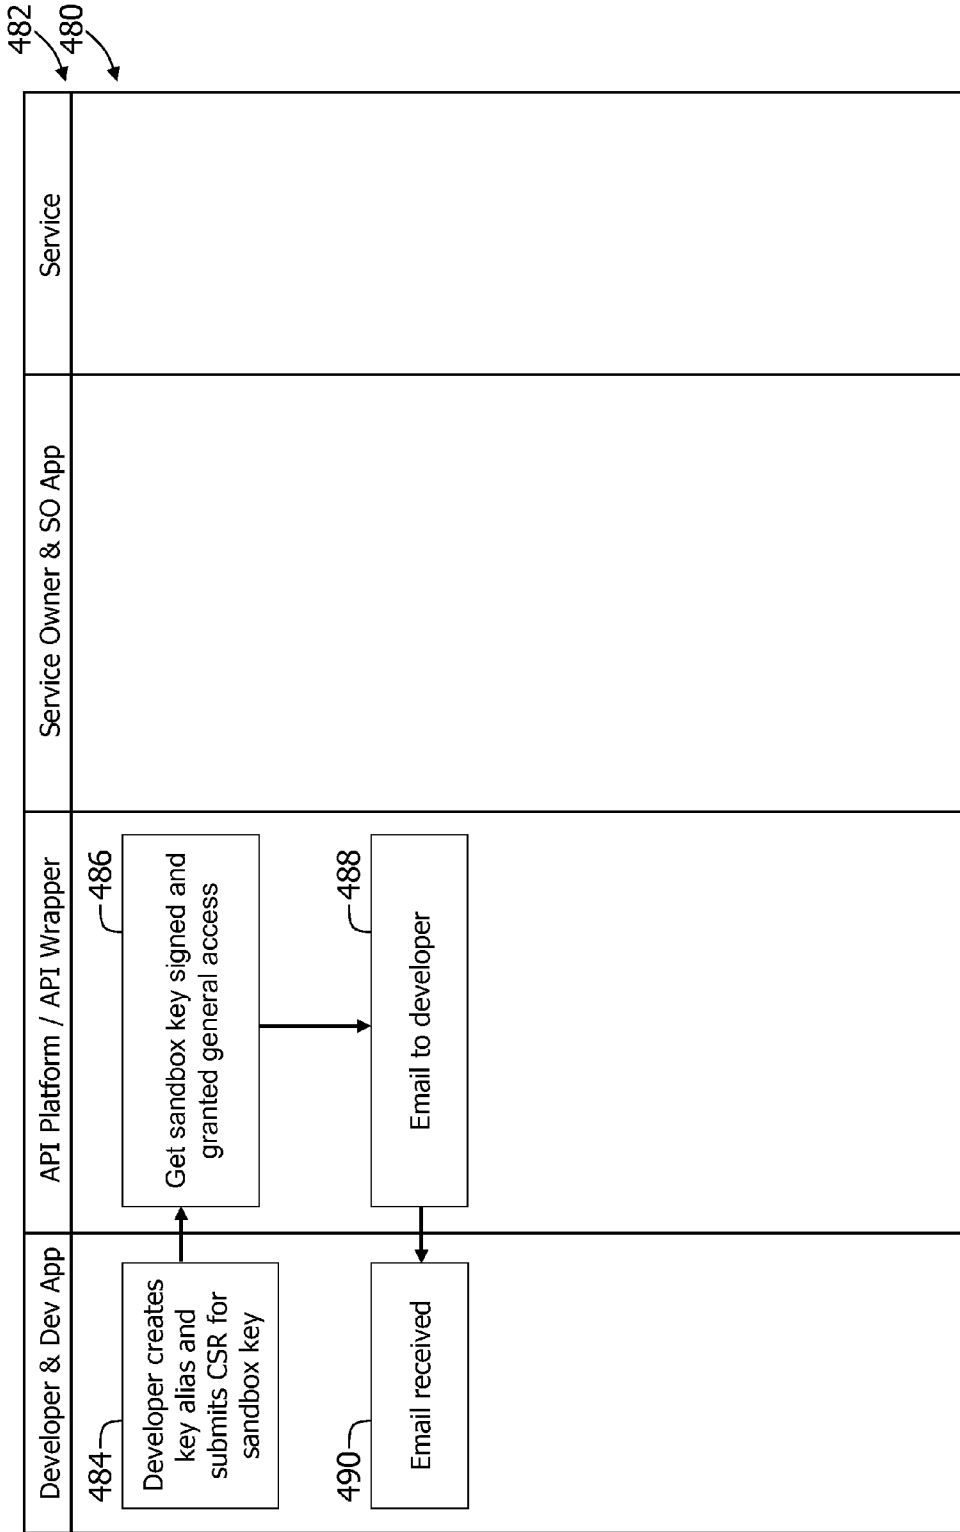 482
480
Developer & Dev App
API Platform / API Wrapper
Service Owner & SO App
Service
484
Developer creates
key alias and
submits CSR for
sandbox key
486
Get sandbox key signed and
granted general access
490
Email received
488
Email to developer